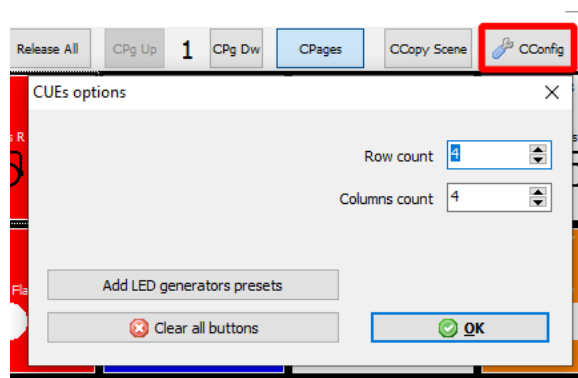 Release All CPg Up 1 CPg Dw CPages CCopy Scene CConfig
CUEs options
s R
Row count 4
Columns count 4
Fla
Add LED generators presets
Clear all buttons OK